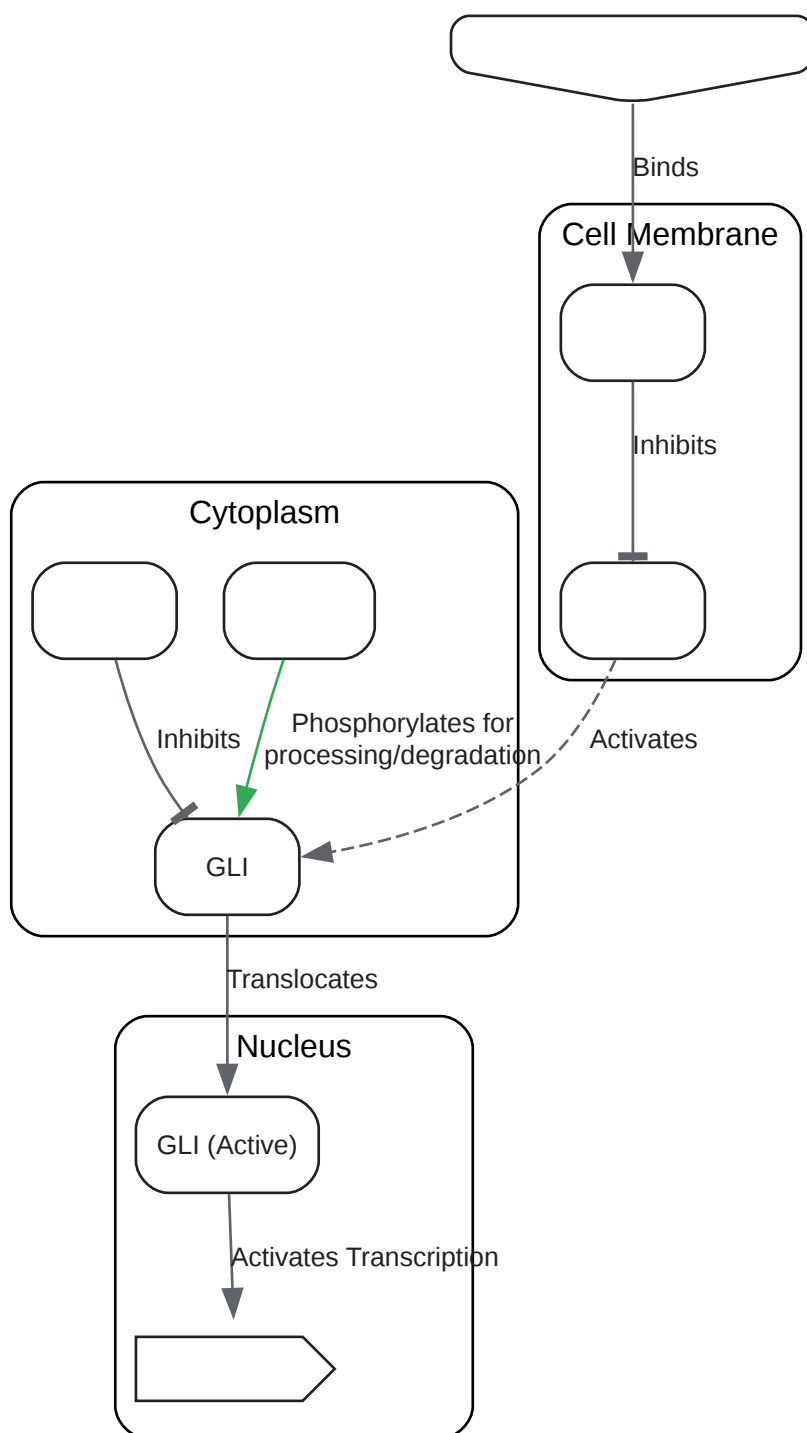 Binds
Cell Membrane
Inhibits
Cytoplasm
Inhibits
Phosphorylates for
processing/degradation
Activates
GLI
Translocates
Nucleus
GLI (Active)
Activates Transcription